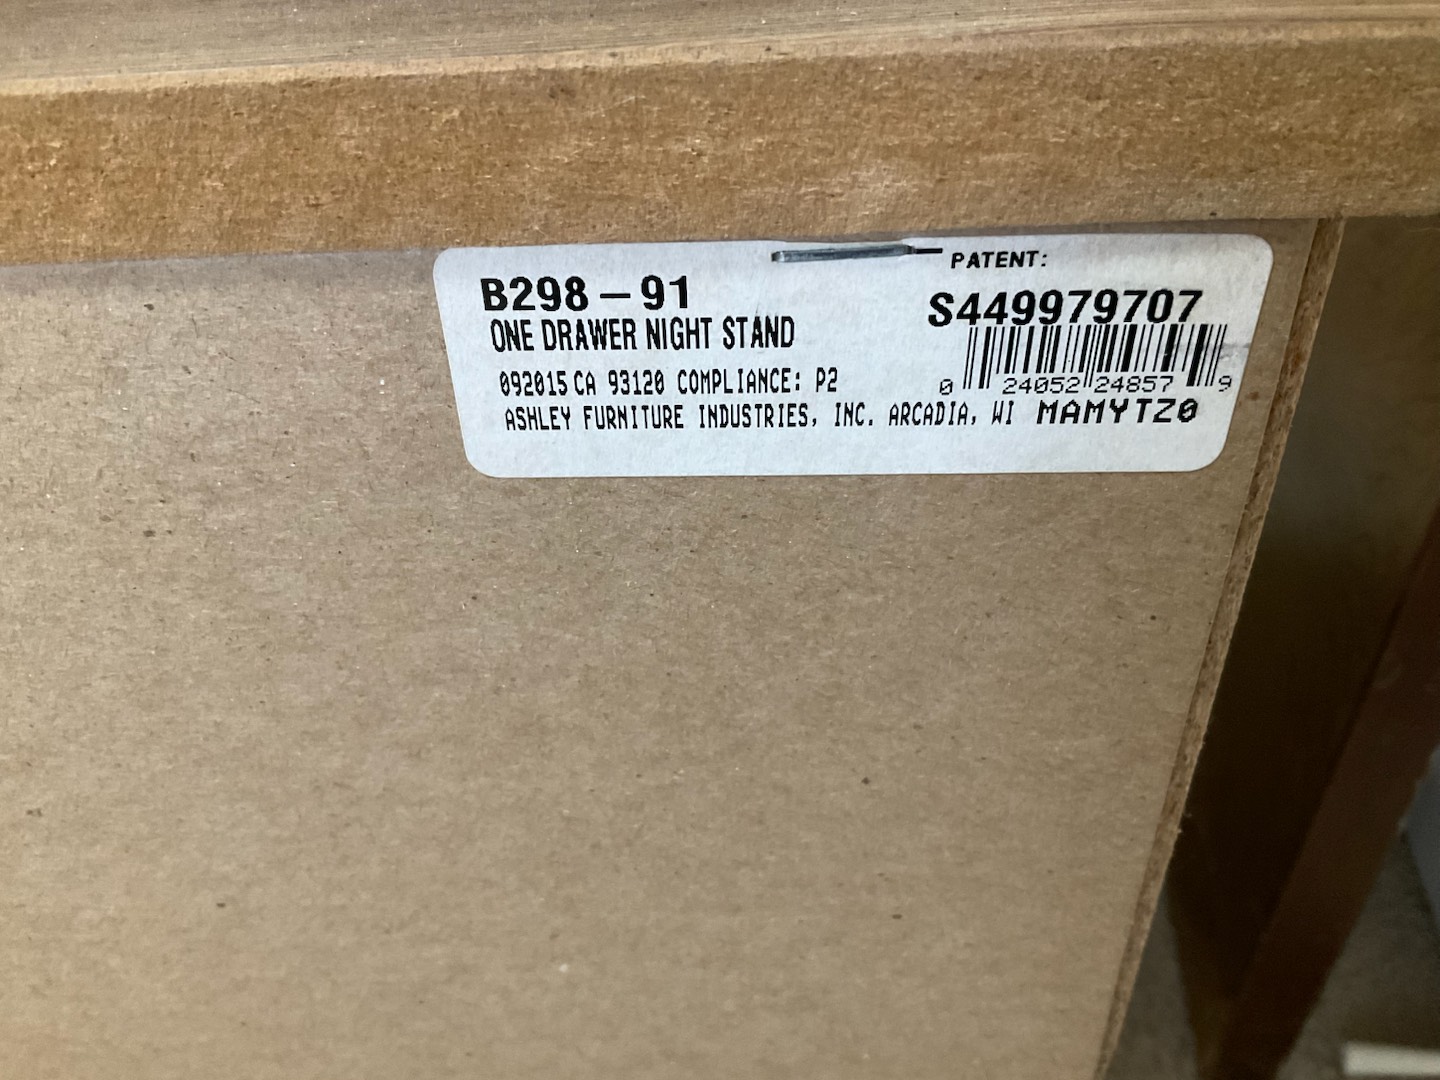 PATENT:
B298-91
S449979707
ONE DRAWER NIGHT STAND
092015 CA 93120 COMPLIANCE: P2
0 24052 24857 9
ASHLEY FURNITURE INDUSTRIES, INC. ARCADIA, WI MAMYTZ0